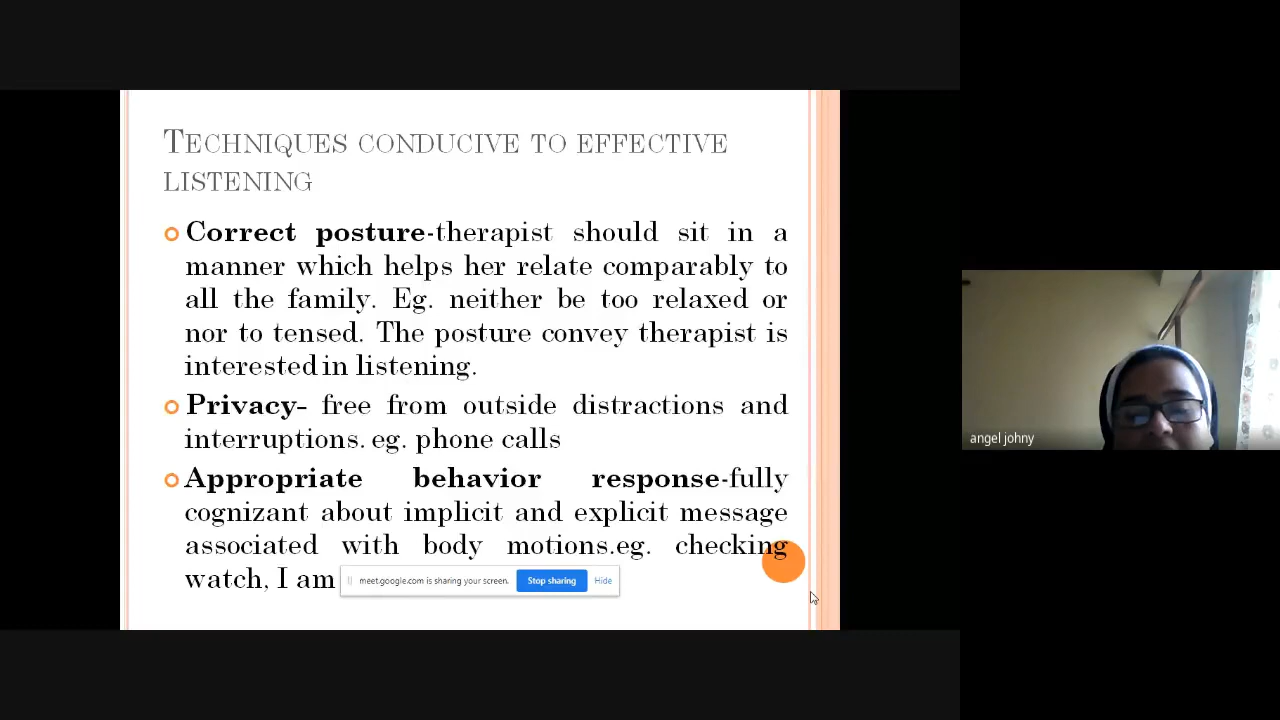 TECHNIQUES CONDUCIVE TO EFFECTIVE
LISTENING
Correct posture-therapist should sit in a
manner which helps her relate comparably to
all the family. Eg. neither be too relaxed or
nor to tensed. The posture convey therapist is
interested in listening.
Privacy- free from outside distractions and
interruptions. eg. phone calls
Appropriate behavior response-fully
cognizant about implicit and explicit message
associated with body motions.eg. checking
watch, I am
meet.google.com is sharing your screen. Stop sharing Hide
angel johny